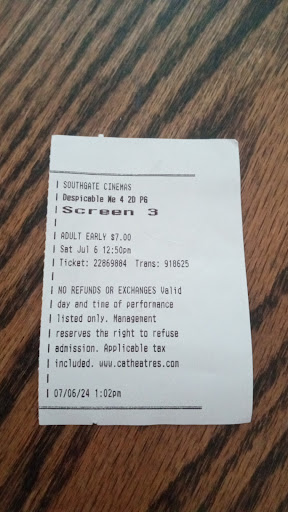 SOUTHGATE CINEMAS
Despicable Me 4 2D PG
Screen 3
ADULT EARLY $7.00
Sat Jul 6 12:50pm
Ticket: 22869884 Trans: 918625
NO REFUNDS OR EXCHANGES Valid
day and time of performance
listed only. Management
reserves the right to refuse
admission. Applicable tax
included. www.catheatres.com
07/06/24 1:02pm